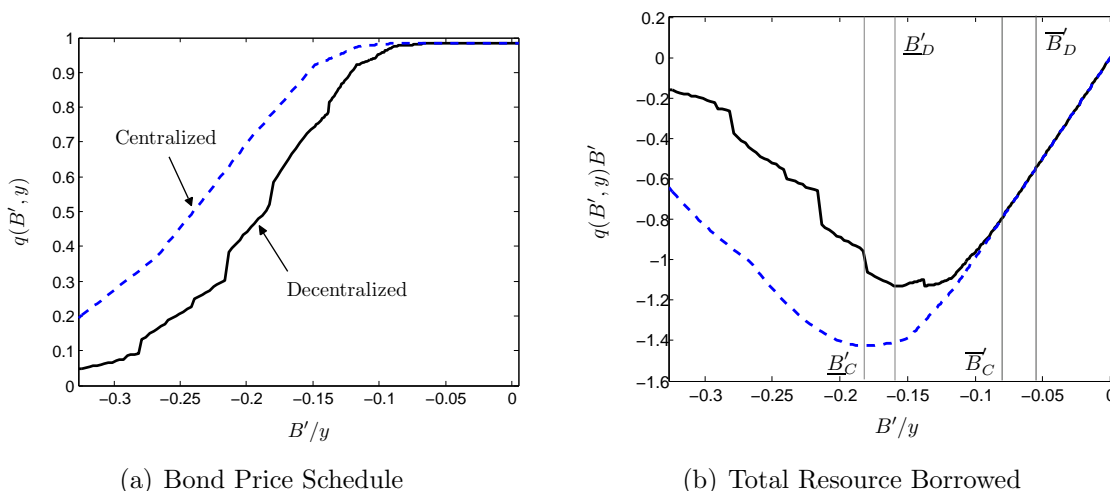 1
0.9
0.8
0.7
0.6
0.5
0.4
0.3
0.2
0.1
0
q(B′, y)
Centralized
Decentralized
−0.3 −0.25 −0.2 −0.15 −0.1 −0.05 0
B′/y
(a) Bond Price Schedule
0.2
0
−0.2
−0.4
−0.6
−0.8
−1
−1.2
−1.4
−1.6
q(B′, y)B′
B̲′_D
B̅′_D
B̲′_C
B̅′_C
−0.3 −0.25 −0.2 −0.15 −0.1 −0.05 0
B′/y
(b) Total Resource Borrowed